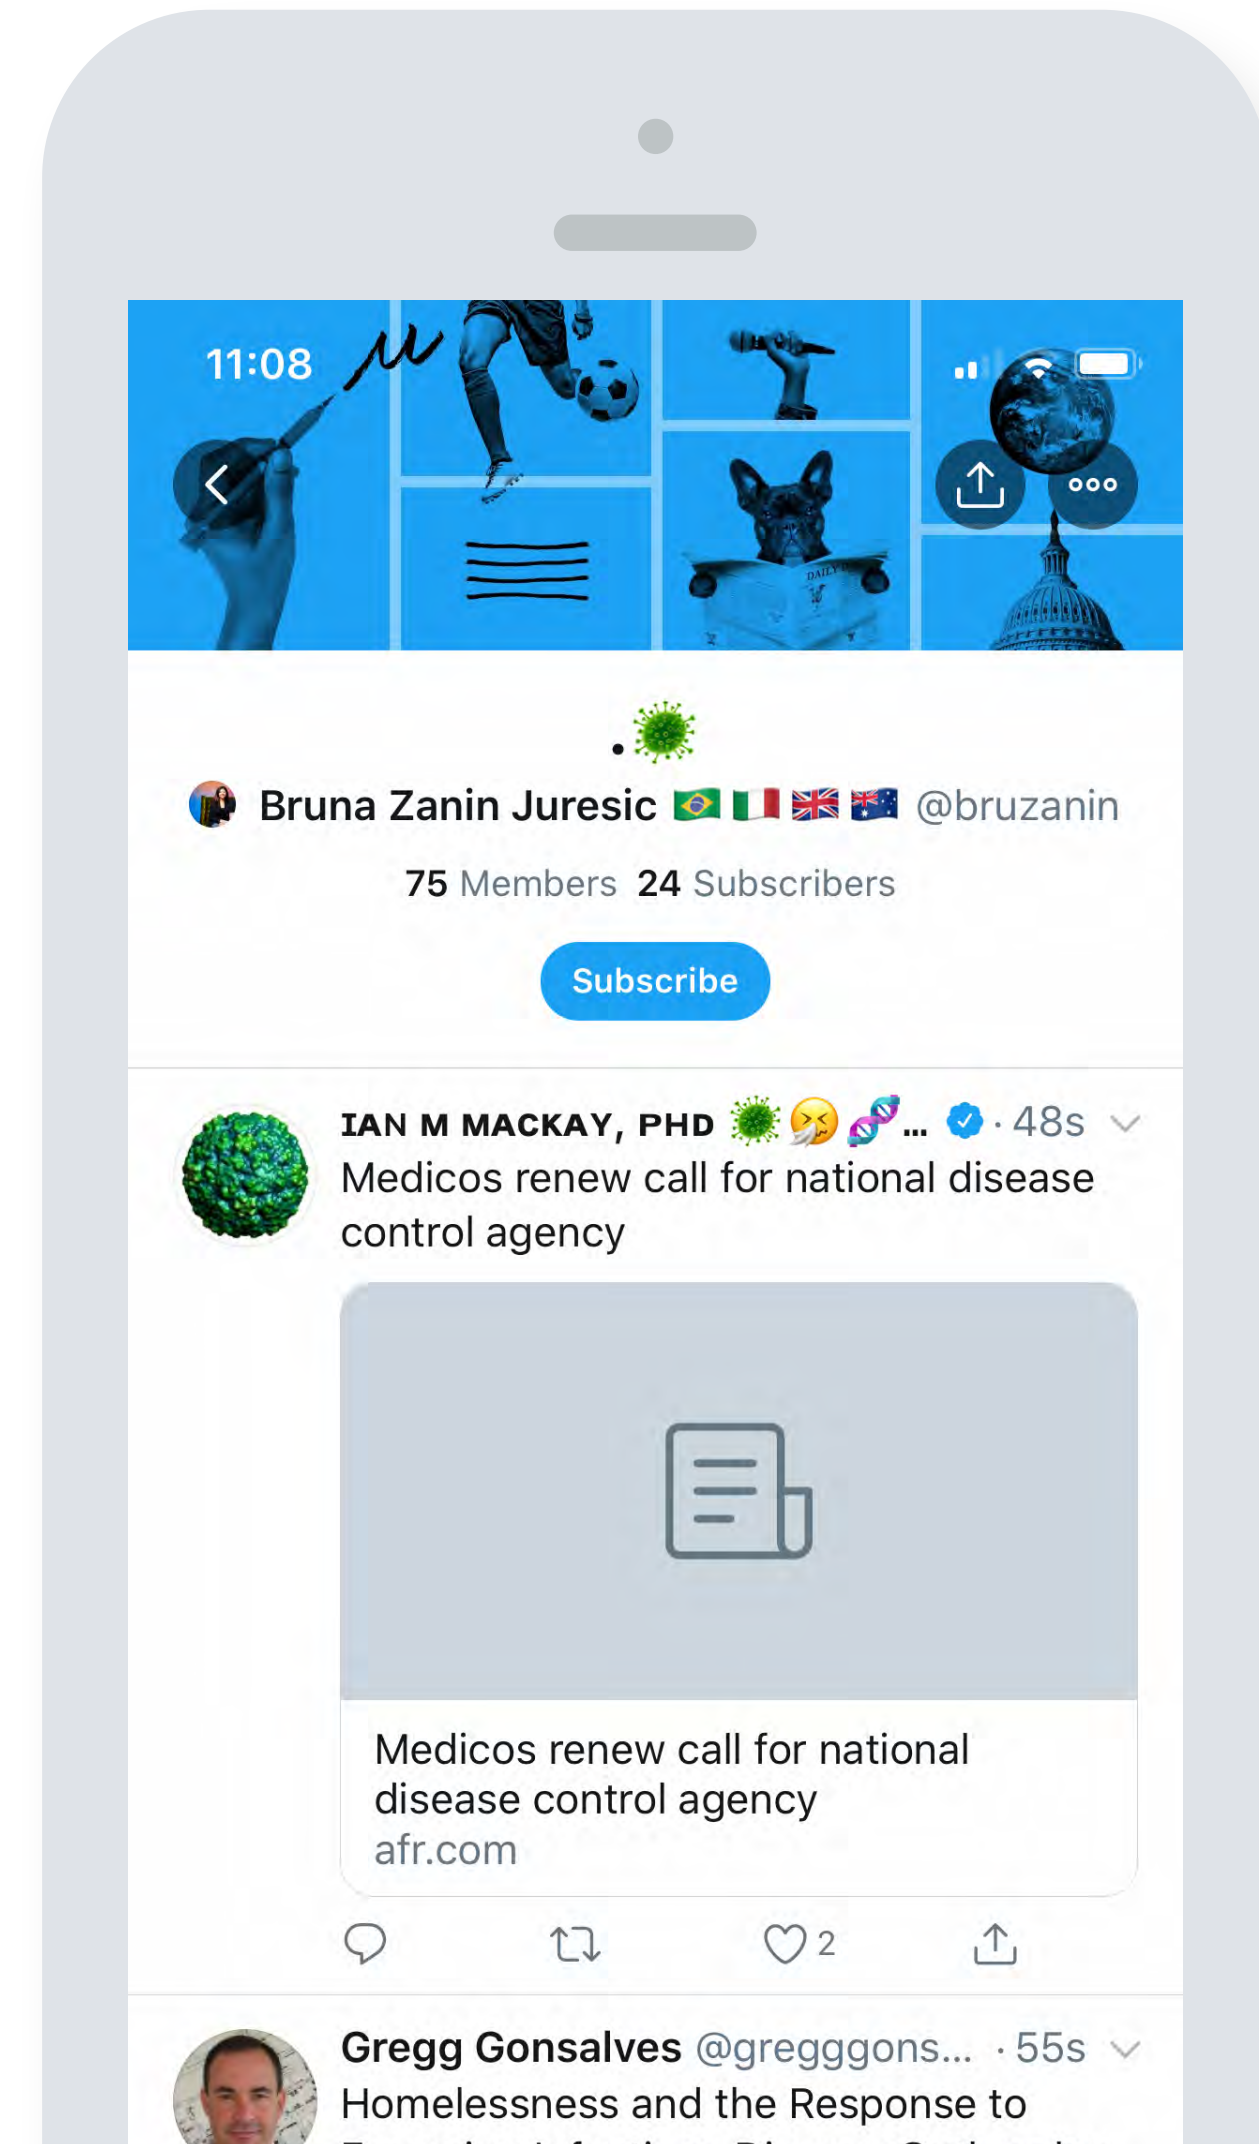 11:08
DAILY
.🦠
Bruna Zanin Juresic 🇧🇷 🇮🇹 🇬🇧 🇦🇺 @bruzanin
75 Members 24 Subscribers
Subscribe
IAN M MACKAY, PHD 🦠🤧🧬... · 48s
Medicos renew call for national disease
control agency
Medicos renew call for national
disease control agency
afr.com
2
Gregg Gonsalves @gregggons... · 55s
Homelessness and the Response to